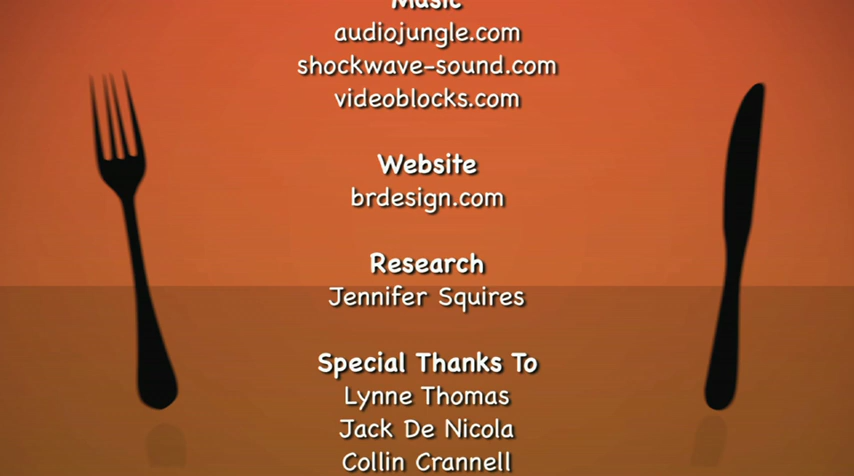 Music
audiojungle.com
shockwave-sound.com
videoblocks.com
Website
brdesign.com
Research
Jennifer Squires
Special Thanks To
Lynne Thomas
Jack De Nicola
Collin Crannell